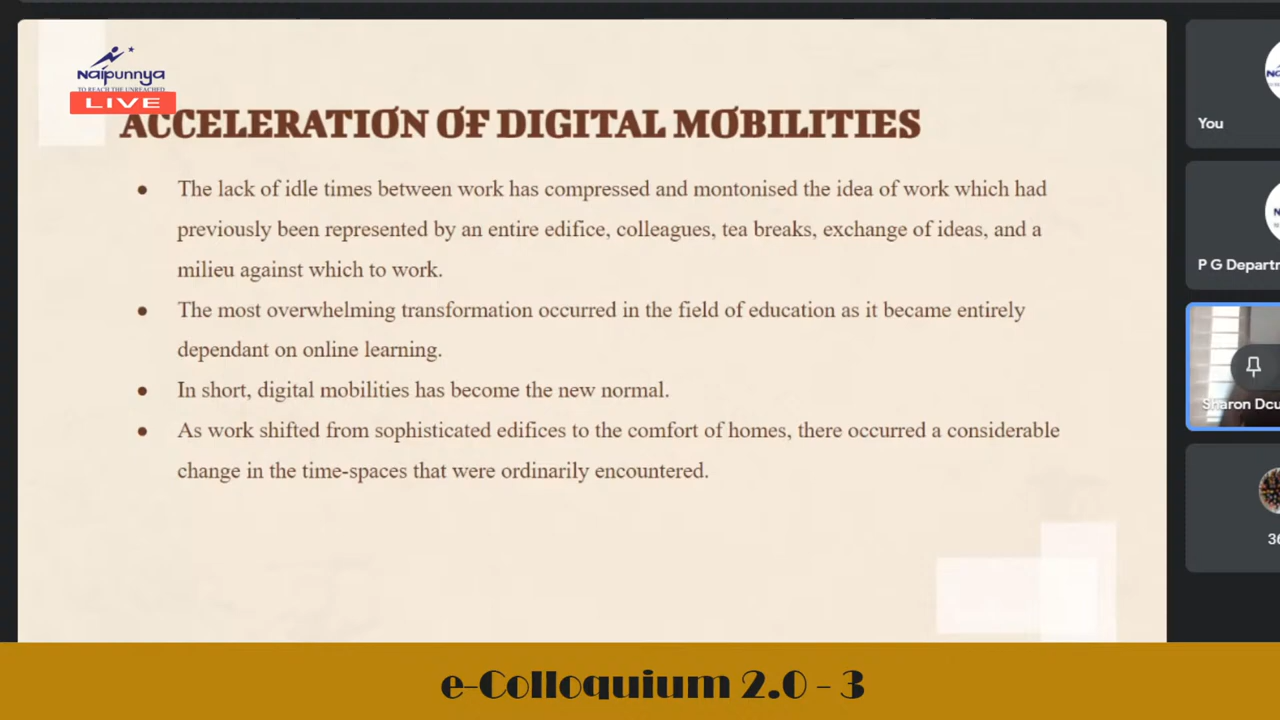 Naipunnya
TO REACH THE UNREACHED
LIVE
ACCELERATION OF DIGITAL MOBILITIES
● The lack of idle times between work has compressed and montonised the idea of work which had
previously been represented by an entire edifice, colleagues, tea breaks, exchange of ideas, and a
milieu against which to work.
● The most overwhelming transformation occurred in the field of education as it became entirely
dependant on online learning.
● In short, digital mobilities has become the new normal.
● As work shifted from sophisticated edifices to the comfort of homes, there occurred a considerable
change in the time-spaces that were ordinarily encountered.
You
P G Departr
Sharon Dcu
36
e-Colloquium 2.0 - 3